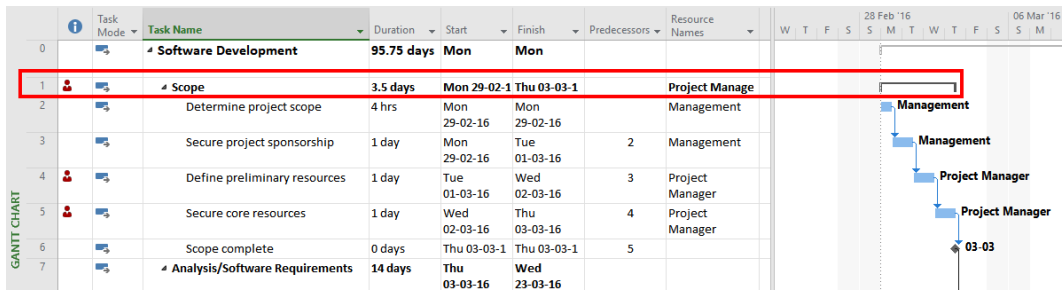 Task Mode Task Name Duration Start Finish Predecessors Resource Names
28 Feb '16 06 Mar '16
W T F S S M T W T F S S M
0 Software Development 95.75 days Mon Mon
1 Scope 3.5 days Mon 29-02-1 Thu 03-03-1 Project Manage
2 Determine project scope 4 hrs Mon 29-02-16 Mon 29-02-16 Management
Management
3 Secure project sponsorship 1 day Mon 29-02-16 Tue 01-03-16 2 Management
Management
4 Define preliminary resources 1 day Tue 01-03-16 Wed 02-03-16 3 Project Manager
Project Manager
5 Secure core resources 1 day Wed 02-03-16 Thu 03-03-16 4 Project Manager
Project Manager
6 Scope complete 0 days Thu 03-03-1 Thu 03-03-1 5
03-03
7 Analysis/Software Requirements 14 days Thu 03-03-16 Wed 23-03-16
GANTT CHART